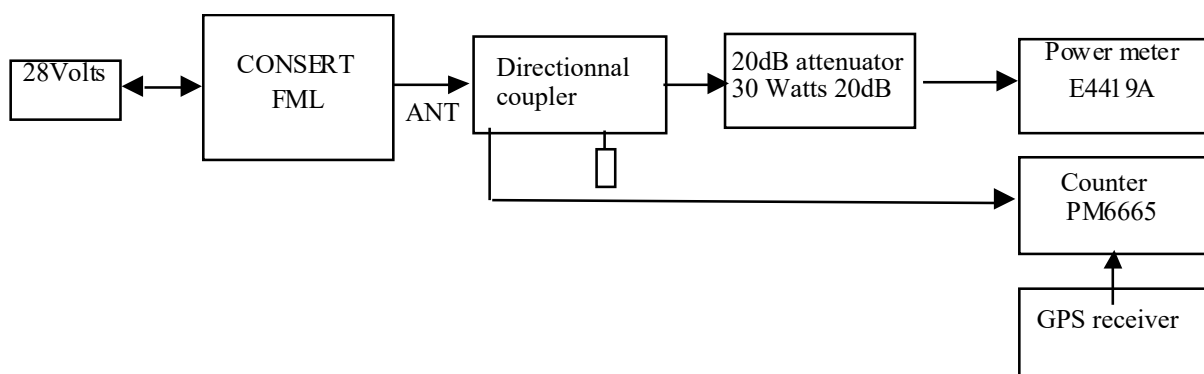 28Volts
CONSERT
FML
ANT
Directionnal
coupler
20dB attenuator
30 Watts 20dB
Power meter
E4419A
Counter
PM6665
GPS receiver